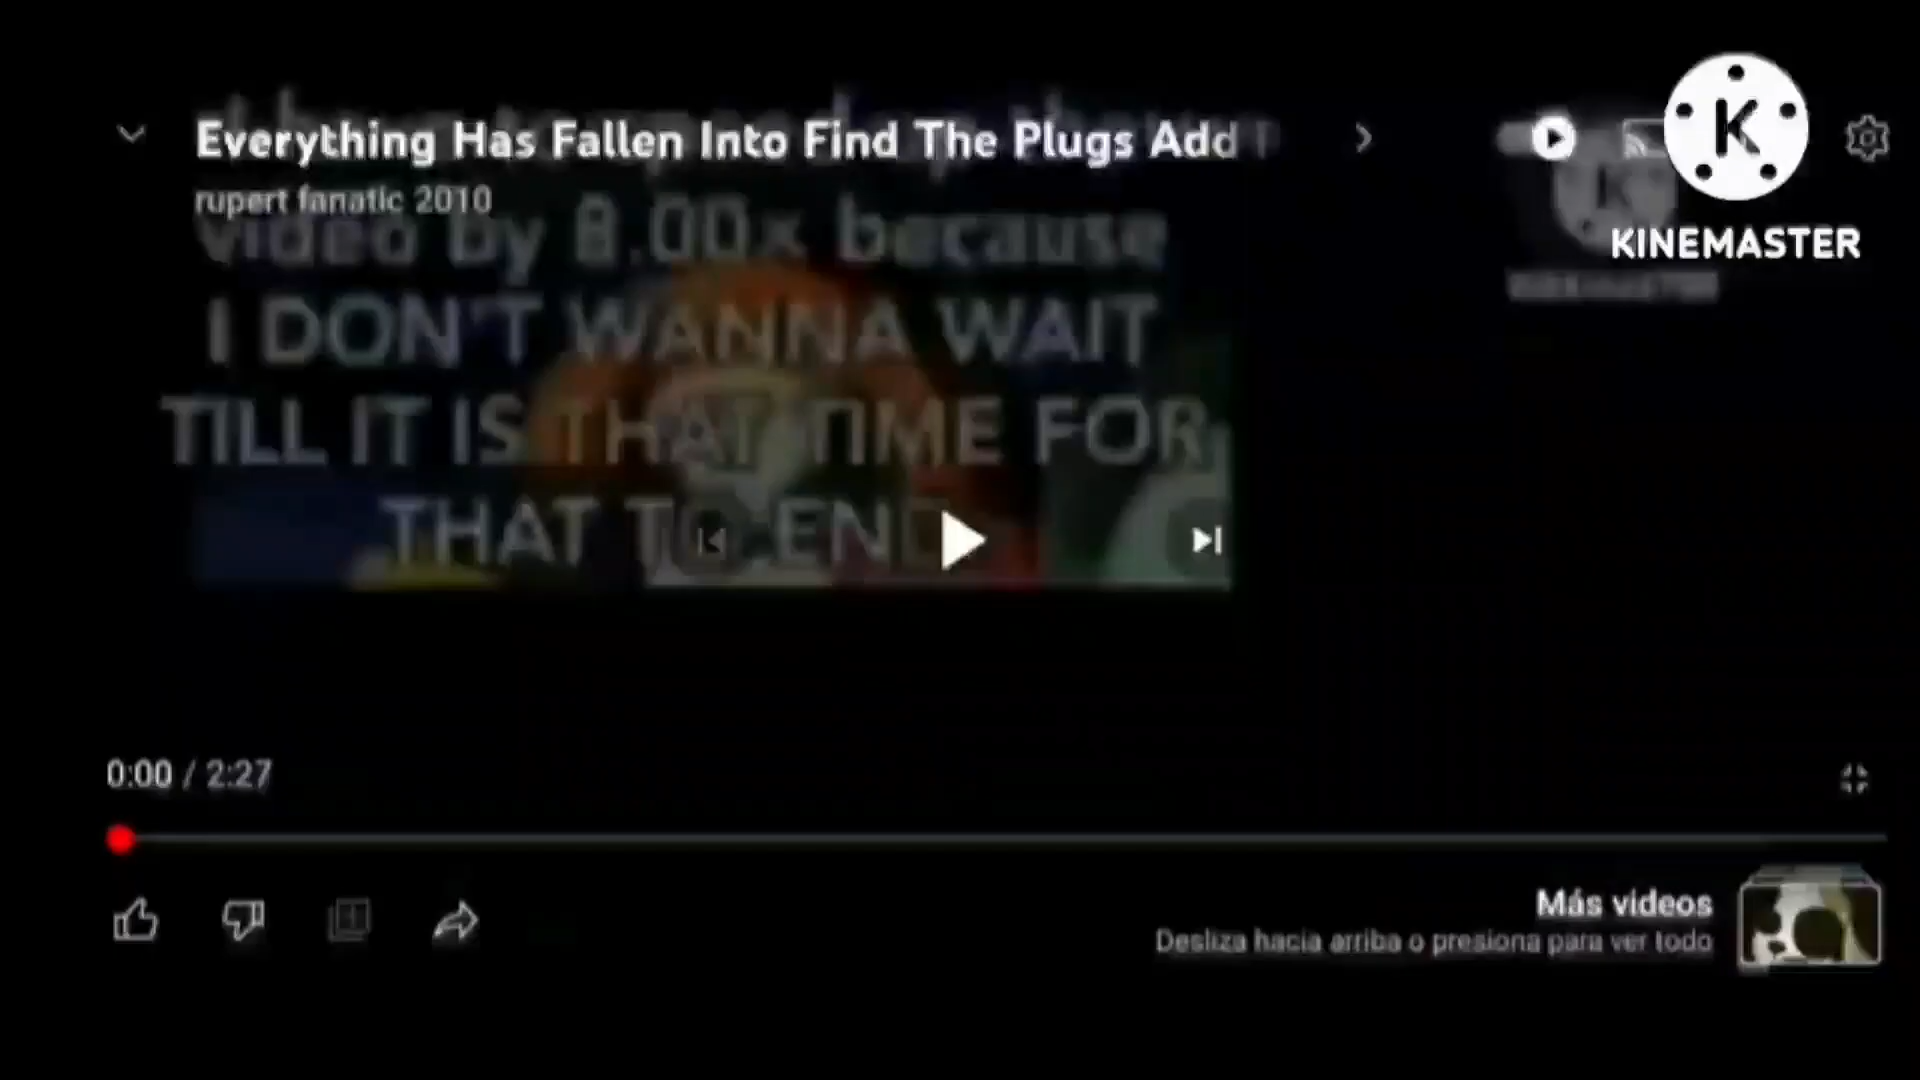 Everything Has Fallen Into Find The Plugs Add
rupert fanatic 2010
KINEMASTER
video by 8.00x because
I DON'T WANNA WAIT
TILL IT IS THAT TIME FOR
THAT TO END
0:00 / 2:27
Más videos
Desliza hacia arriba o presiona para ver todo